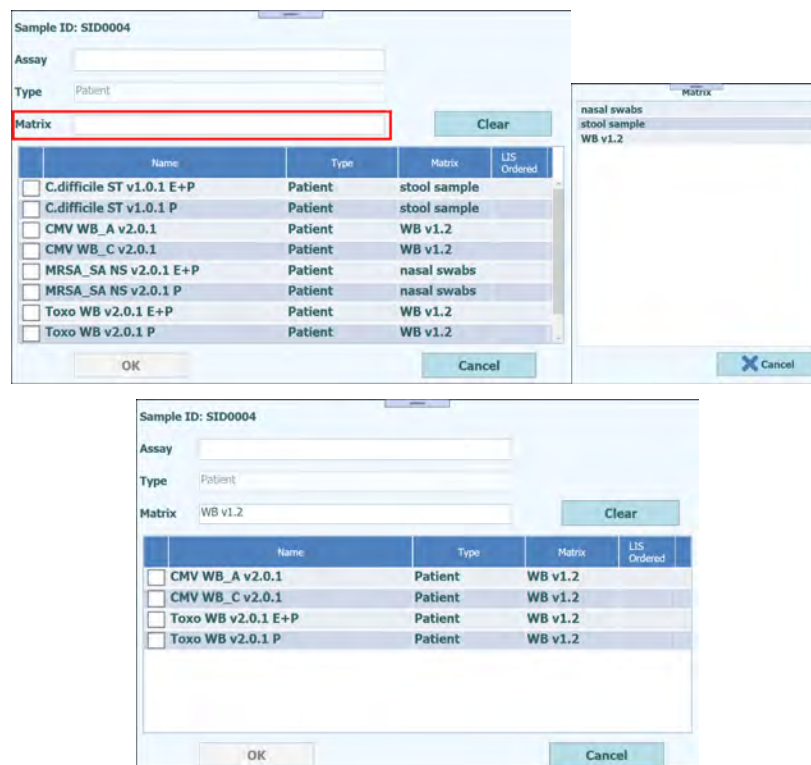 Sample ID: SID0004
Assay
Type Patient
Matrix
Clear
Name Type Matrix LIS Ordered
C.difficile ST v1.0.1 E+P Patient stool sample
C.difficile ST v1.0.1 P Patient stool sample
CMV WB_A v2.0.1 Patient WB v1.2
CMV WB_C v2.0.1 Patient WB v1.2
MRSA_SA NS v2.0.1 E+P Patient nasal swabs
MRSA_SA NS v2.0.1 P Patient nasal swabs
Toxo WB v2.0.1 E+P Patient WB v1.2
Toxo WB v2.0.1 P Patient WB v1.2
OK Cancel
Matrix
nasal swabs
stool sample
WB v1.2
Cancel
Sample ID: SID0004
Assay
Type Patient
Matrix WB v1.2 Clear
Name Type Matrix LIS Ordered
CMV WB_A v2.0.1 Patient WB v1.2
CMV WB_C v2.0.1 Patient WB v1.2
Toxo WB v2.0.1 E+P Patient WB v1.2
Toxo WB v2.0.1 P Patient WB v1.2
OK Cancel